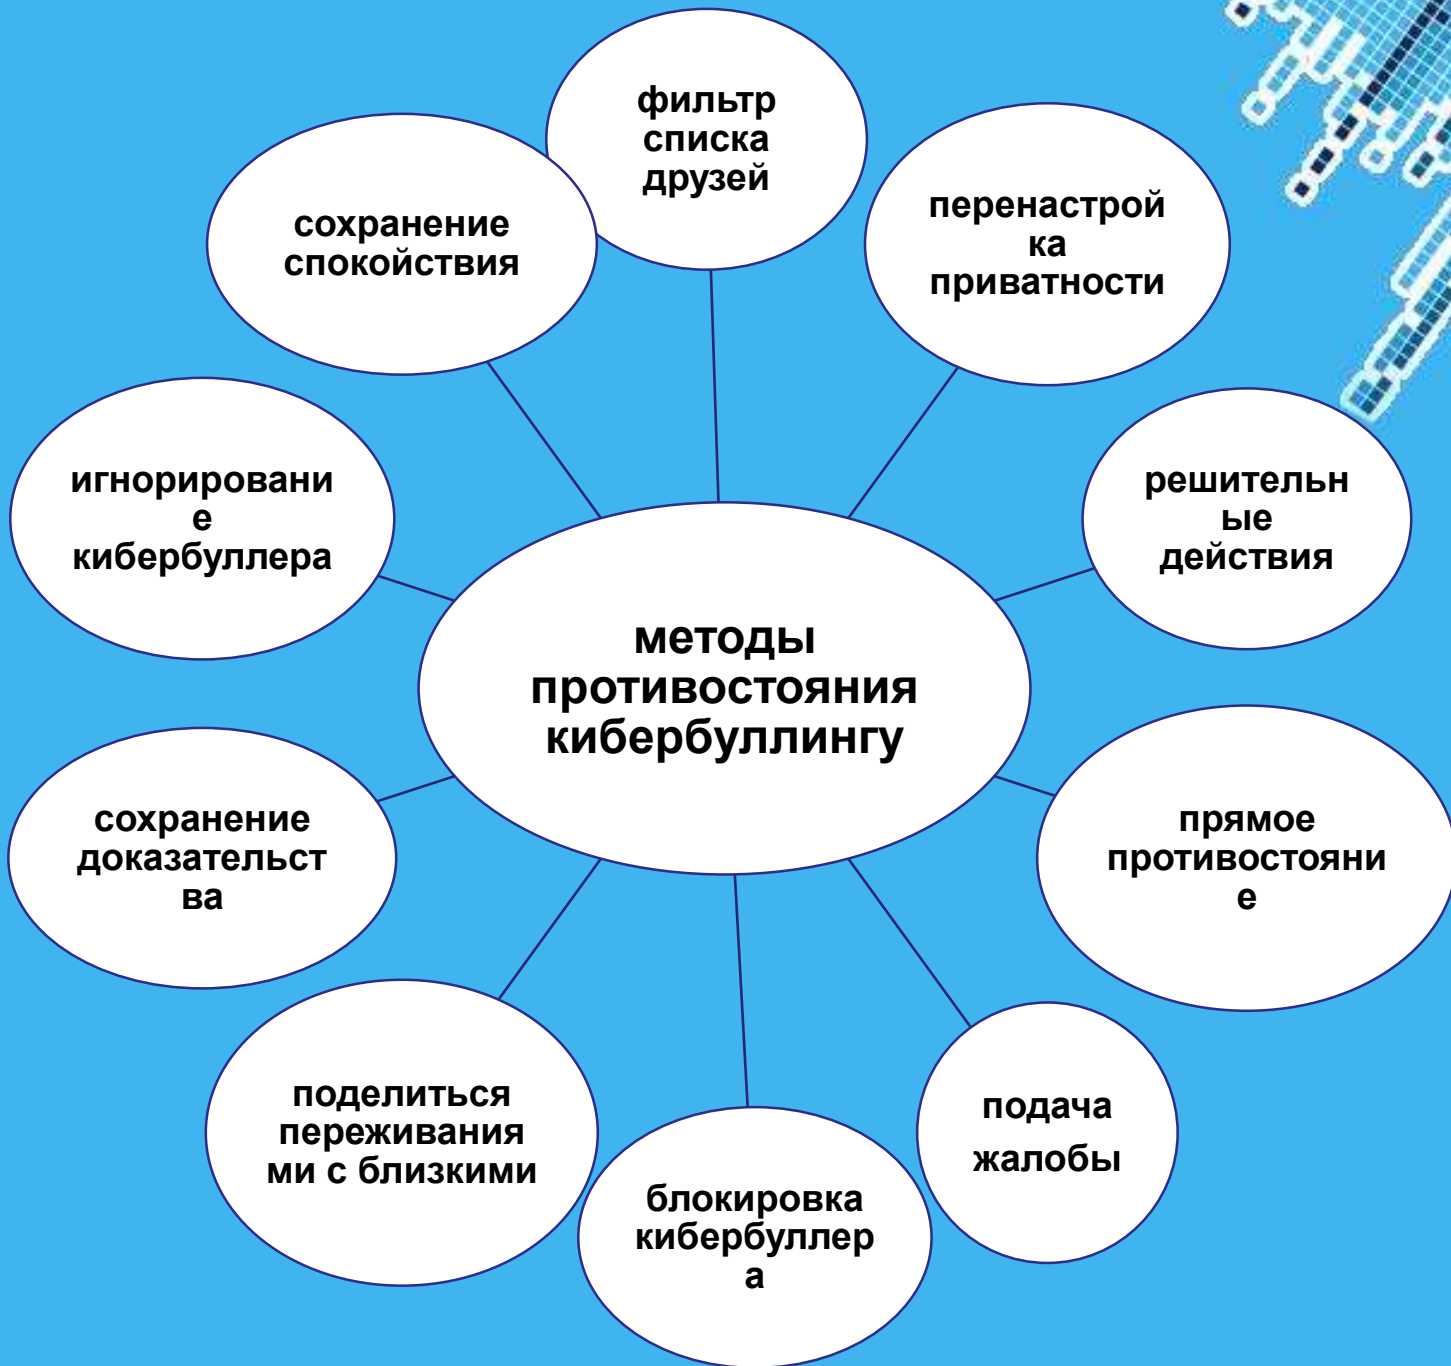 фильтр
списка
друзей
перенастрой
ка
приватности
решительн
ые
действия
прямое
противостояни
е
подача
жалобы
блокировка
кибербуллер
а
поделиться
переживания
ми с близкими
сохранение
доказательст
ва
игнорировани
е
кибербуллера
сохранение
спокойствия
методы
противостояния
кибербуллингу